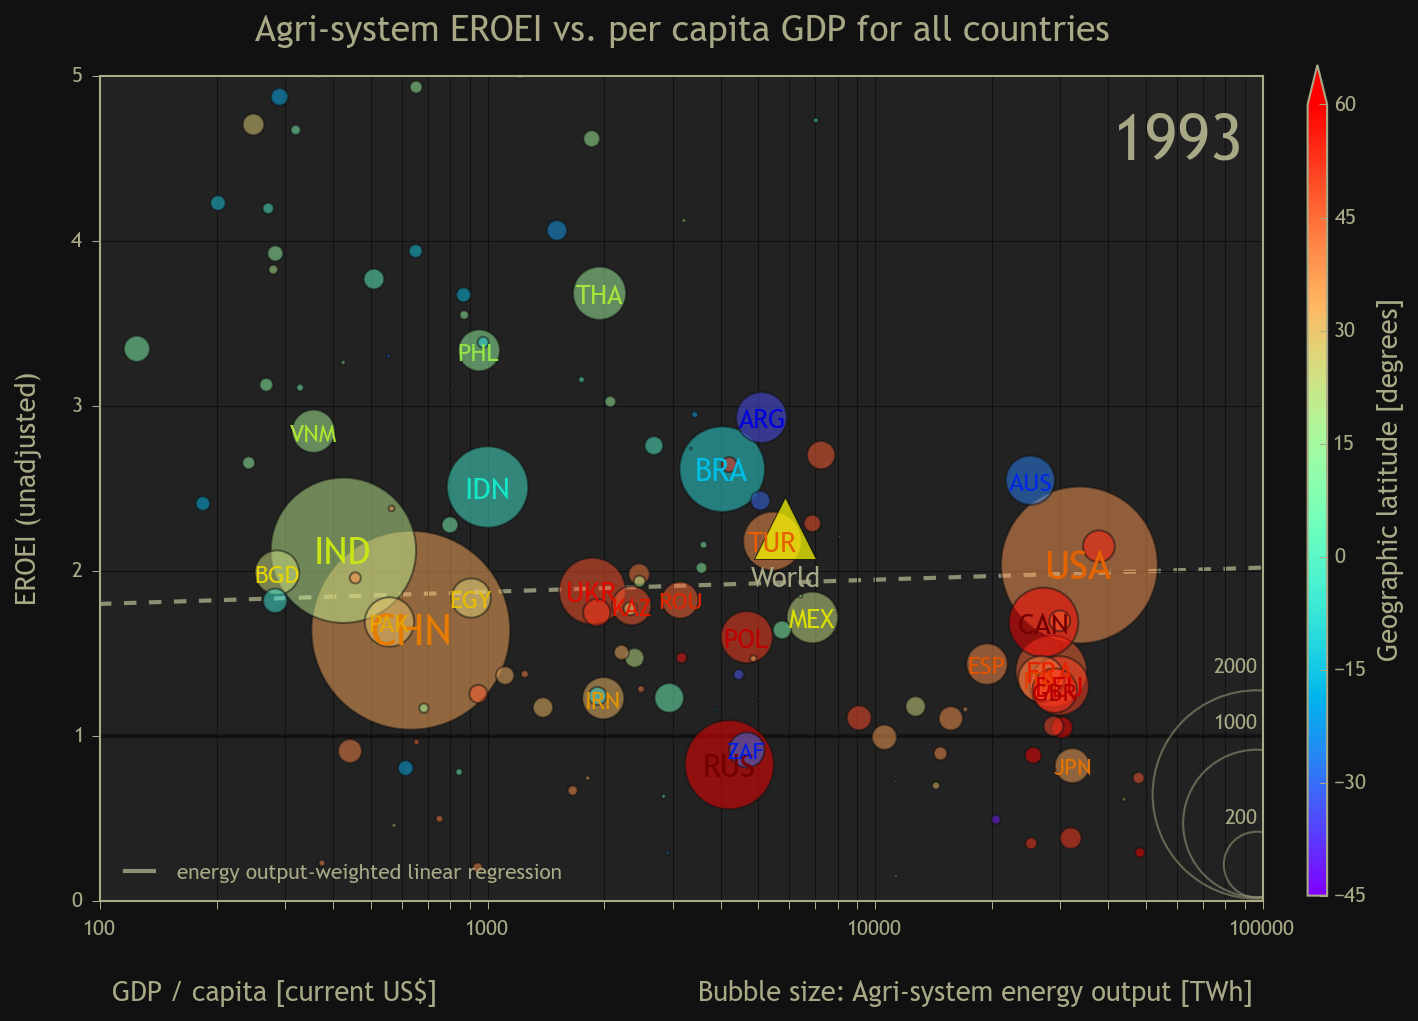 Agri-system EROEI vs. per capita GDP for all countries
1993
EROEI (unadjusted)
5
4
3
2
1
0
THA
PHL
VNM
ARG
IDN
BRA
AUS
IND
TUR
USA
BGD
World
EGY
UKR
ROU
PAK
CHN
MEX
POL
CAN
ESP
FRA
DEU
GBR
IRN
ZAF
RUS
JPN
2000
1000
200
energy output-weighted linear regression
100
1000
10000
100000
GDP / capita [current US$]
Bubble size: Agri-system energy output [TWh]
60
45
30
15
0
−15
−30
−45
Geographic latitude [degrees]